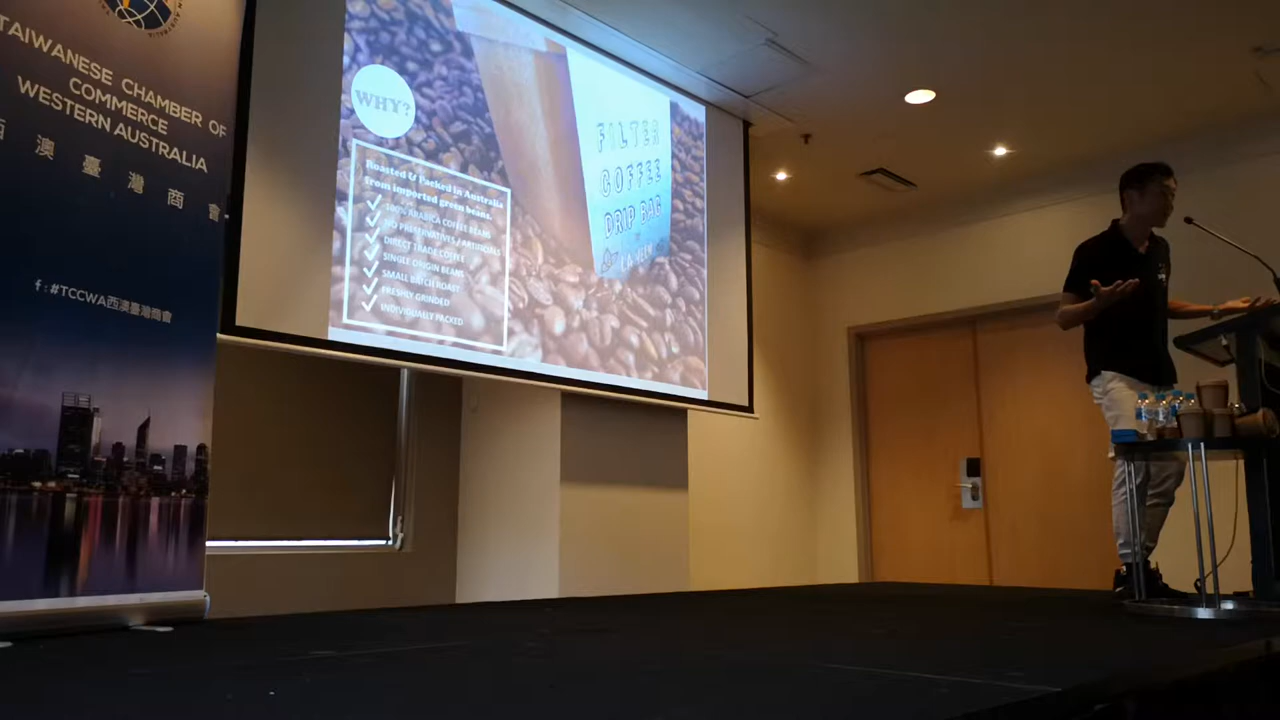 TAIWANESE CHAMBER OF
COMMERCE
WESTERN AUSTRALIA
西 澳 臺 灣 商 會
f : #TCCWA西澳臺灣商會
WHY?
Roasted & Packed in Australia
from imported green beans.
100% ARABICA COFFEE BEANS
NO PRESERVATIVES / ARTIFICIALS
DIRECT TRADE COFFEE
SINGLE ORIGIN BEANS
SMALL BATCH ROAST
FRESHLY GRINDED
INDIVIDUALLY PACKED
FILTER
COFFEE
DRIP BAG